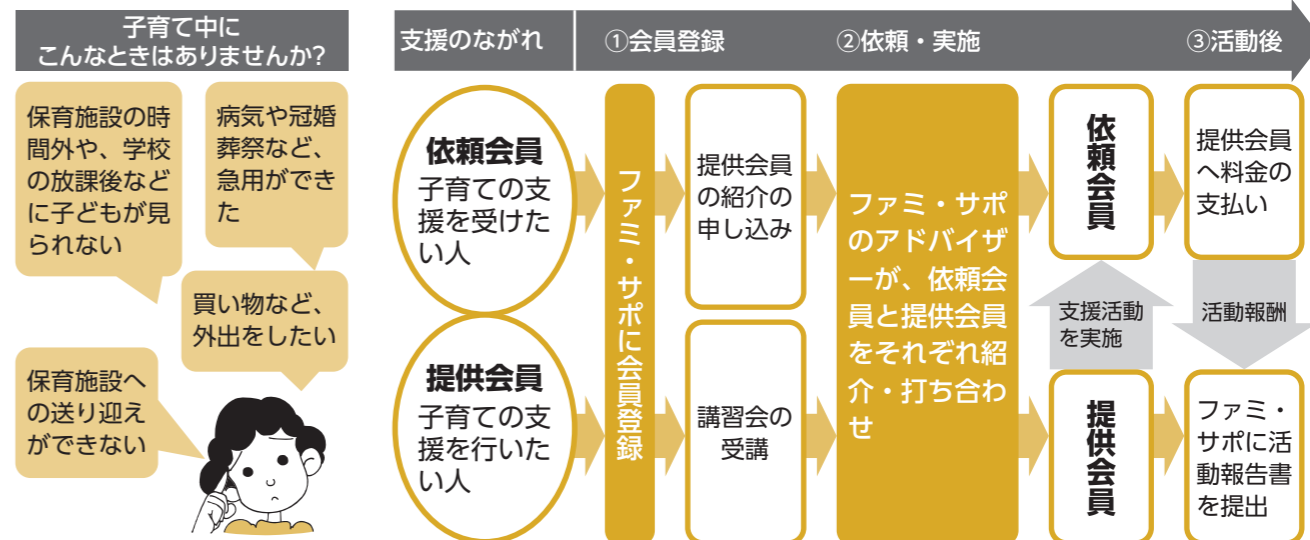 子育て中に
こんなときはありませんか?
保育施設の時
間外や、学校
の放課後など
に子どもが見
られない
病気や冠婚
葬祭など、
急用ができ
た
買い物など、
外出をしたい
保育施設へ
の送り迎え
ができない
支援のながれ
①会員登録
②依頼・実施
③活動後
依頼会員
子育ての支
援を受けた
い人
提供会員
子育ての支
援を行いた
い人
ファミ・サポに会員登録
提供会員
の紹介の
申し込み
講習会の
受講
ファミ・サポ
のアドバイザ
ーが、依頼会
員と提供会員
をそれぞれ紹
介・打ち合わ
せ
依頼会員
支援活動
を実施
提供会員
提供会員
へ料金の
支払い
活動報酬
ファミ・
サポに活
動報告書
を提出